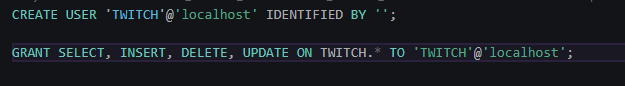 CREATE USER 'TWITCH'@'localhost' IDENTIFIED BY '';
GRANT SELECT, INSERT, DELETE, UPDATE ON TWITCH.* TO 'TWITCH'@'localhost';